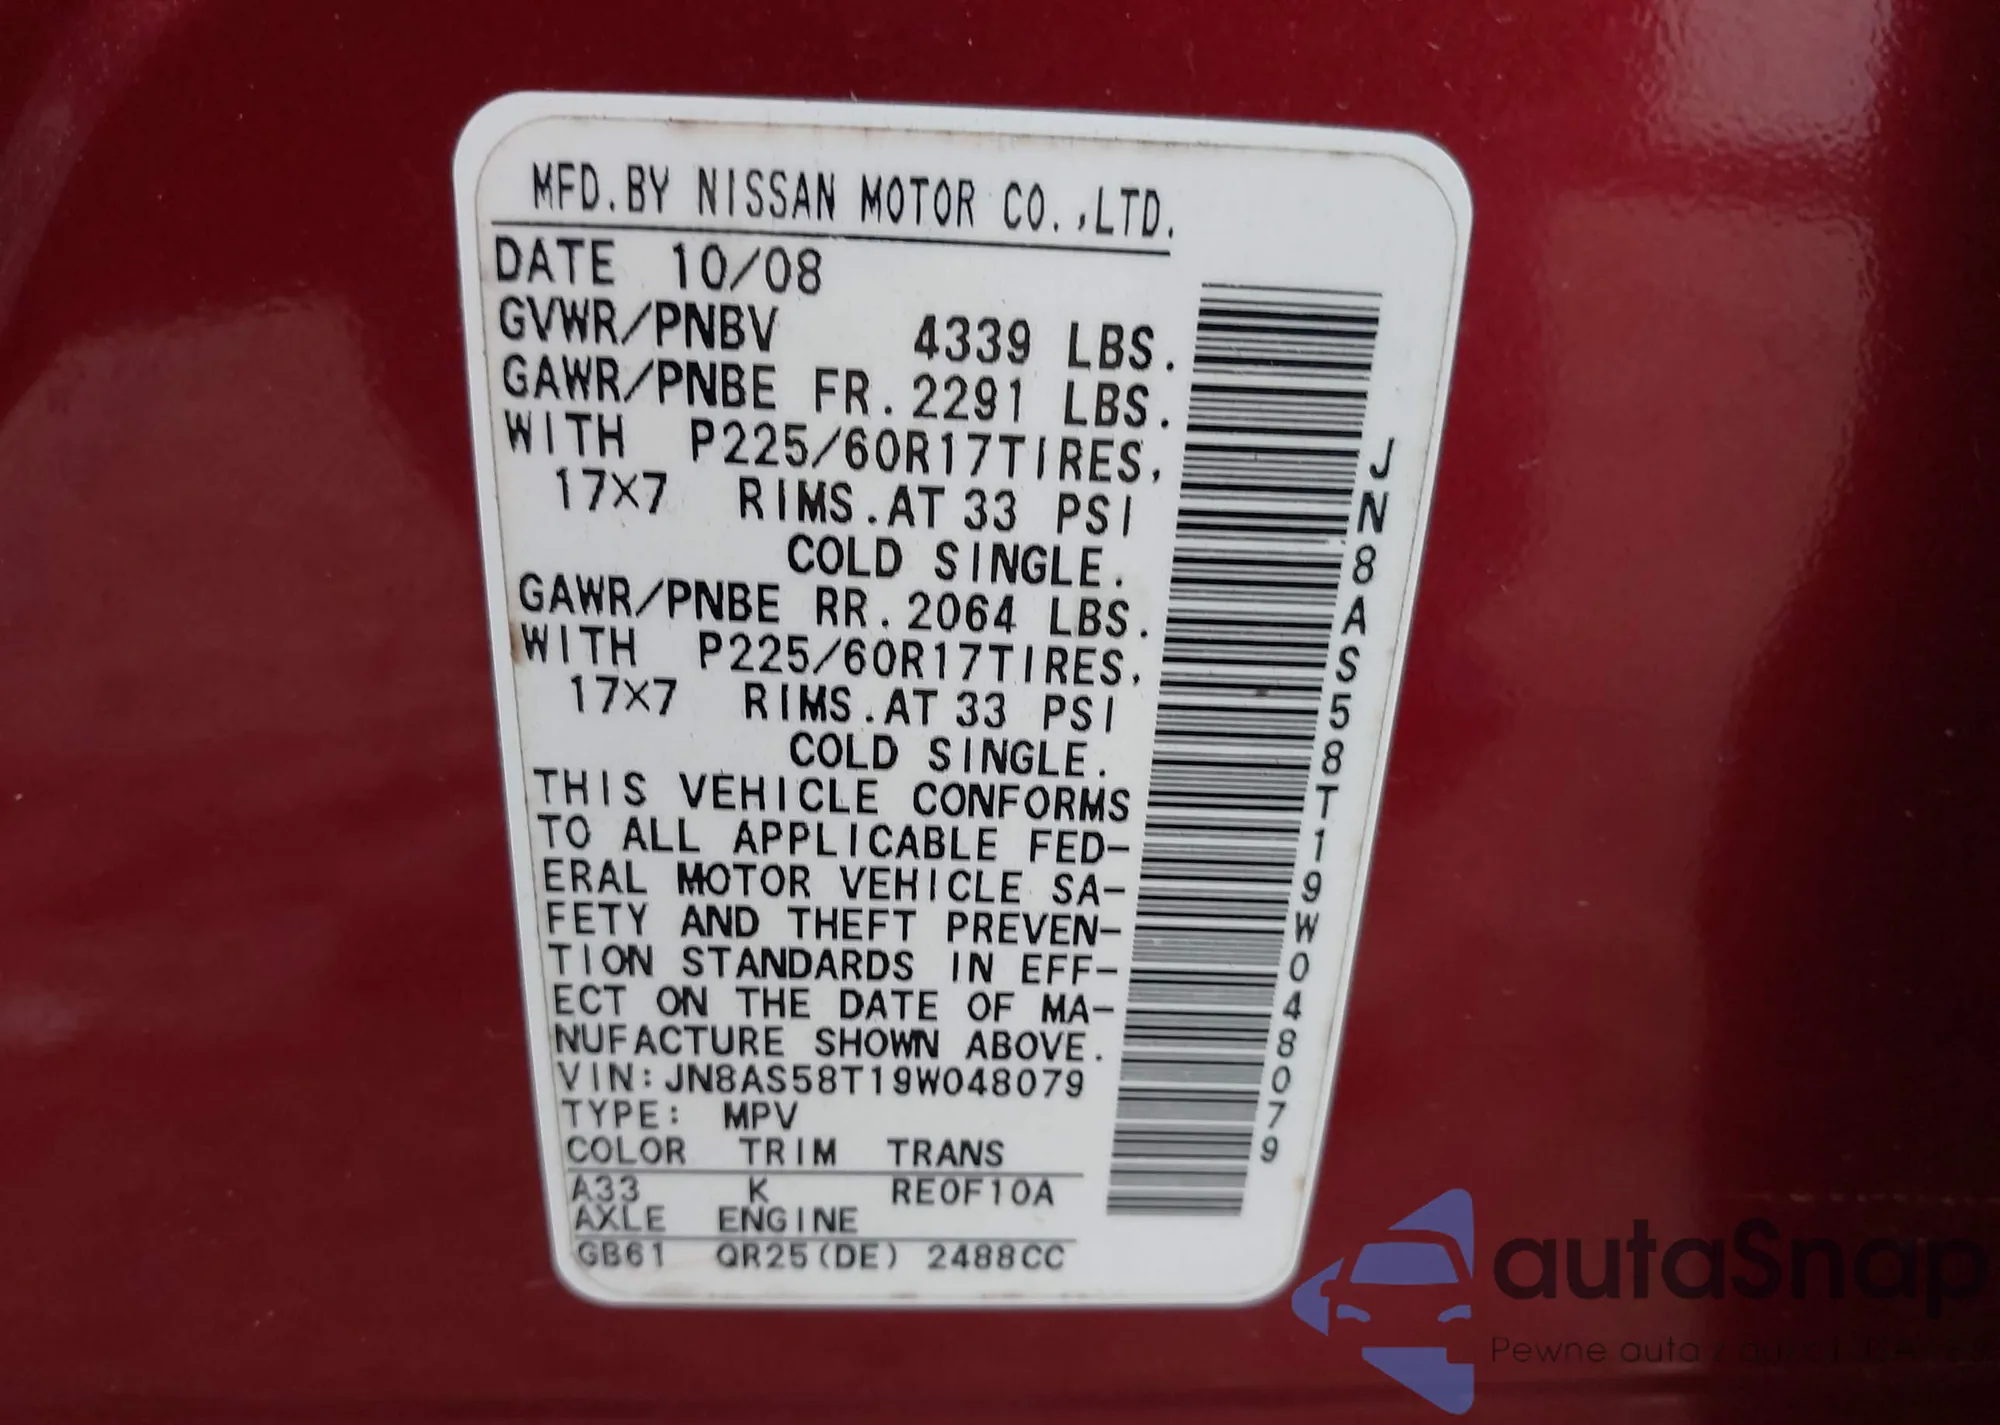 MFD.BY NISSAN MOTOR CO.,LTD.
DATE 10/08
GVWR/PNBV 4339 LBS.
GAWR/PNBE FR.2291 LBS.
WITH P225/60R17TIRES,
17X7 RIMS.AT 33 PSI
COLD SINGLE.
GAWR/PNBE RR.2064 LBS.
WITH P225/60R17TIRES,
17X7 RIMS.AT 33 PSI
COLD SINGLE.
THIS VEHICLE CONFORMS
TO ALL APPLICABLE FED-
ERAL MOTOR VEHICLE SA-
FETY AND THEFT PREVEN-
TION STANDARDS IN EFF-
ECT ON THE DATE OF MA-
NUFACTURE SHOWN ABOVE.
VIN:JN8AS58T19W048079
TYPE: MPV
COLOR TRIM TRANS
A33 K RE0F10A
AXLE ENGINE
GB61 QR25(DE) 2488CC
JN8AS58T19W048079
autaSnap
Pewne auta z